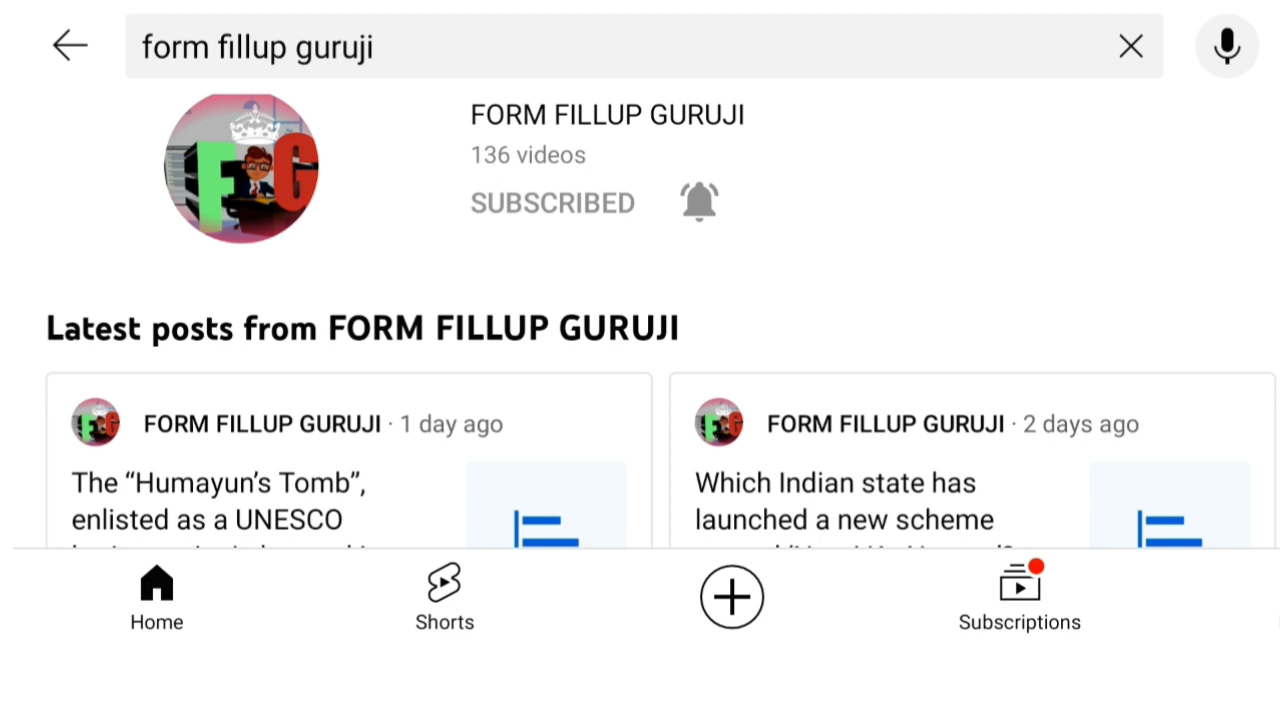 form fillup guruji
FG
FORM FILLUP GURUJI
136 videos
SUBSCRIBED
Latest posts from FORM FILLUP GURUJI
FORM FILLUP GURUJI · 1 day ago
The “Humayun’s Tomb”,
enlisted as a UNESCO
FORM FILLUP GURUJI · 2 days ago
Which Indian state has
launched a new scheme
Home
Shorts
Subscriptions